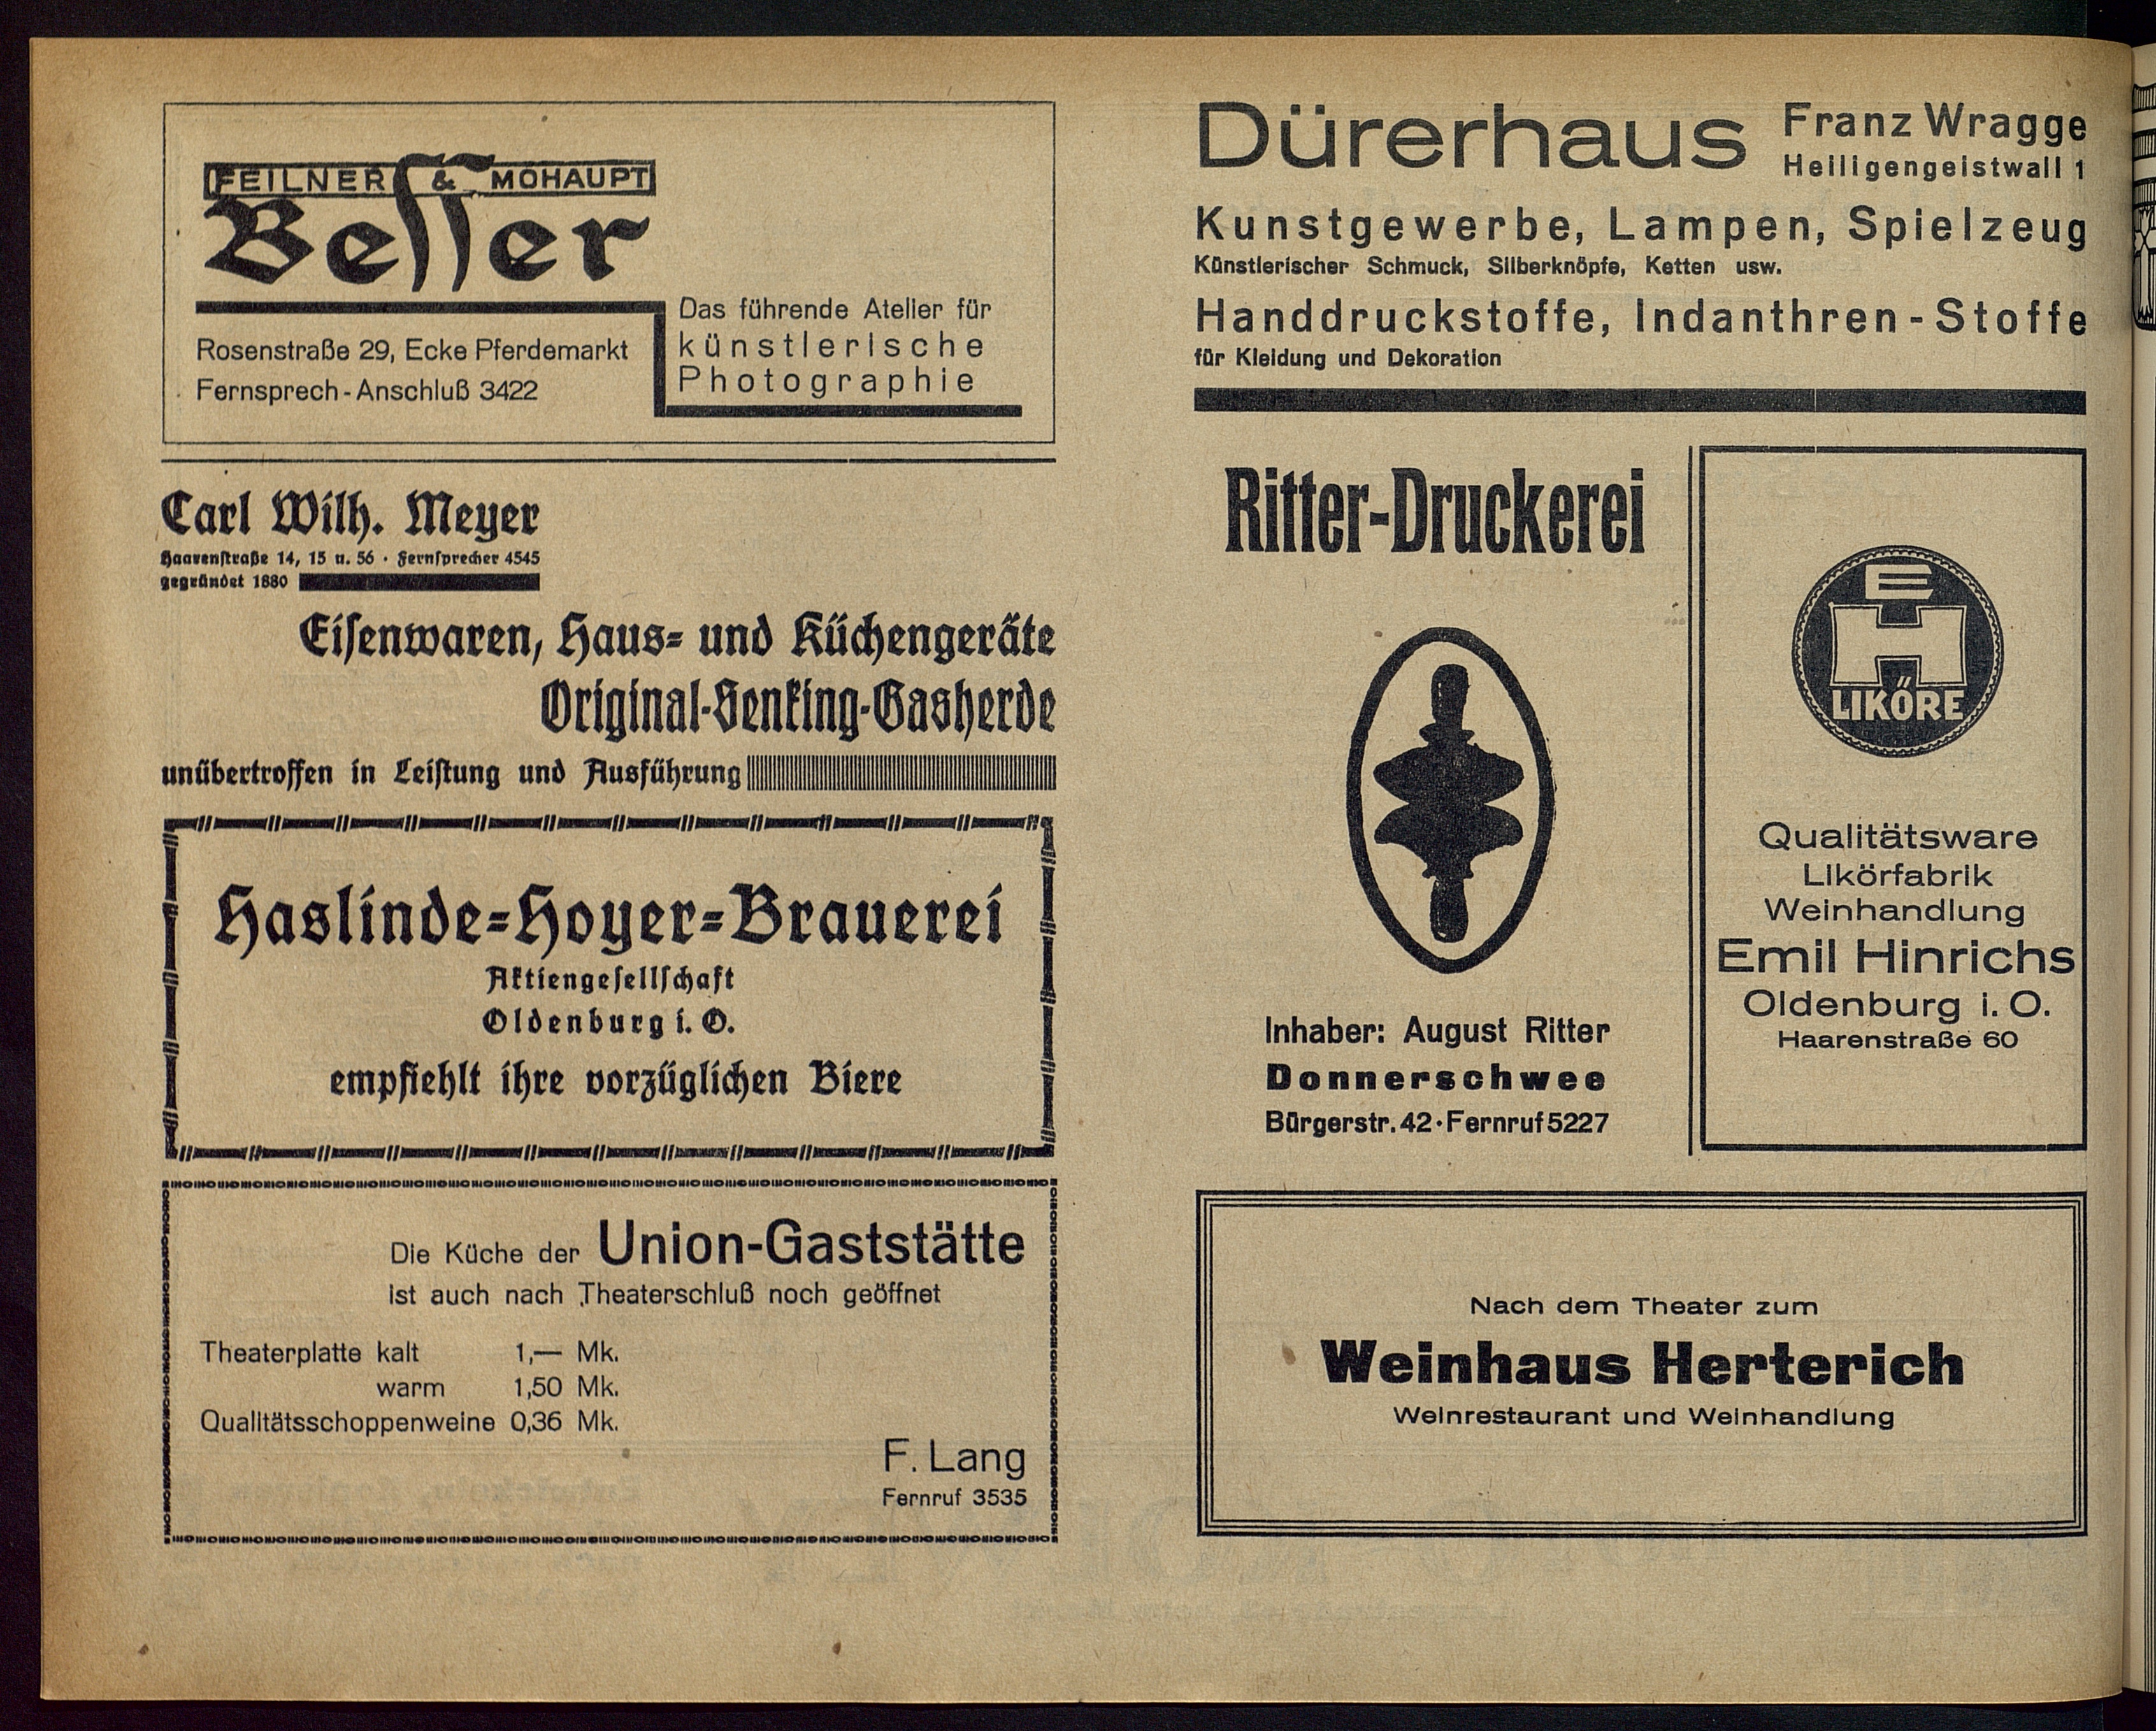 FEILNER & MOHAUPT
Besser
Rosenstraße 29, Ecke Pferdemarkt
Fernsprech-Anschluß 3422
Das führende Atelier für
künstlerische
Photographie
Carl Wilh. Meyer
Haarenstraße 14, 15 u. 56 · Fernsprecher 4545
gegründet 1880
Eisenwaren, Haus- und Küchengeräte
Original-Senking-Gasherde
unübertroffen in Leistung und Ausführung
Haslinde-Hoyer-Brauerei
Aktiengesellschaft
Oldenburg i. O.
empfiehlt ihre vorzüglichen Biere
Die Küche der Union-Gaststätte
ist auch nach Theaterschluß noch geöffnet
Theaterplatte kalt 1,— Mk.
warm 1,50 Mk.
Qualitätsschoppenweine 0,36 Mk.
F. Lang
Fernruf 3535
Dürerhaus Franz Wragge
Heiligengeistwall 1
Kunstgewerbe, Lampen, Spielzeug
Künstlerischer Schmuck, Silberknöpfe, Ketten usw.
Handdruckstoffe, Indanthren-Stoffe
für Kleidung und Dekoration
Ritter-Druckerei
Inhaber: August Ritter
Donnerschwee
Bürgerstr. 42 · Fernruf 5227
E
H
LIKÖRE
Qualitätsware
Likörfabrik
Weinhandlung
Emil Hinrichs
Oldenburg i. O.
Haarenstraße 60
Nach dem Theater zum
Weinhaus Herterich
Weinrestaurant und Weinhandlung